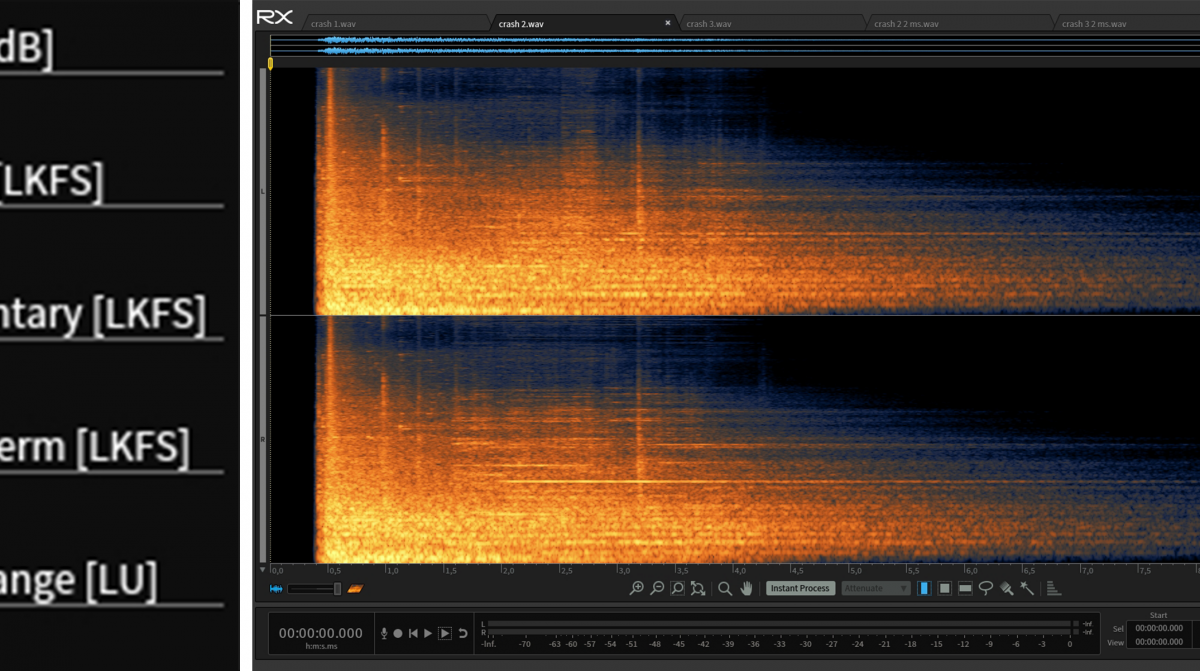 dB]
[LKFS]
ntary [LKFS]
erm [LKFS]
ange [LU]
RX
crash 1.wav
crash 2.wav
crash 3.wav
crash 2 2 ms.wav
crash 3 2 ms.wav
L
R
0,0 0,5 1,0 1,5 2,0 2,5 3,0 3,5 4,0 4,5 5,0 5,5 6,0 6,5 7,0 7,5
Instant Process
Attenuate
00:00:00.000
h:m:s.ms
L
R
-Inf. -70 -63 -60 -57 -54 -51 -48 -45 -42 -39 -36 -33 -30 -27 -24 -21 -18 -15 -12 -9 -6 -3 0
-Inf.
-Inf.
Start
Sel 00:00:00.000
View 00:00:00.000